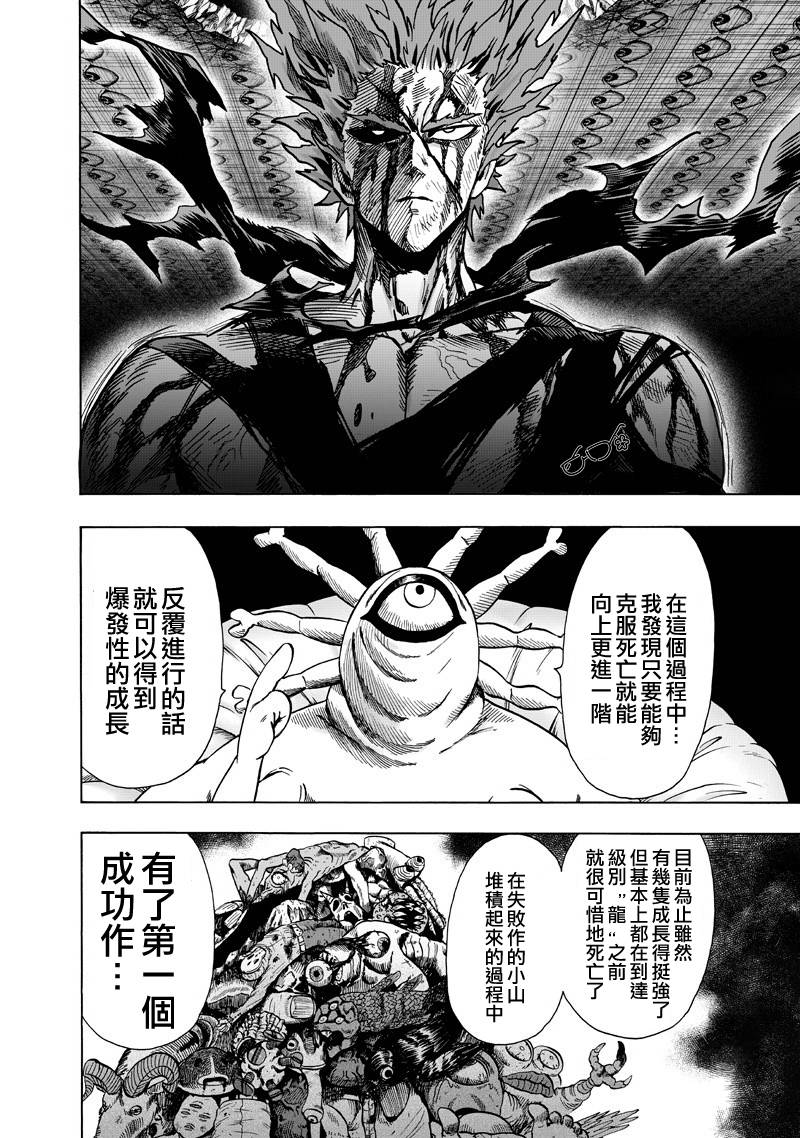 在這個過程中…
我發現只要能夠
克服死亡就能
向上更進一階
反覆進行的話
就可以得到
爆發性的成長
目前為止雖然
有幾隻成長得挺強了
但基本上都在到達
級別〝龍〝之前
就很可惜地死亡了
在失敗作的小山
堆積起來的過程中
有了第一個
成功作…